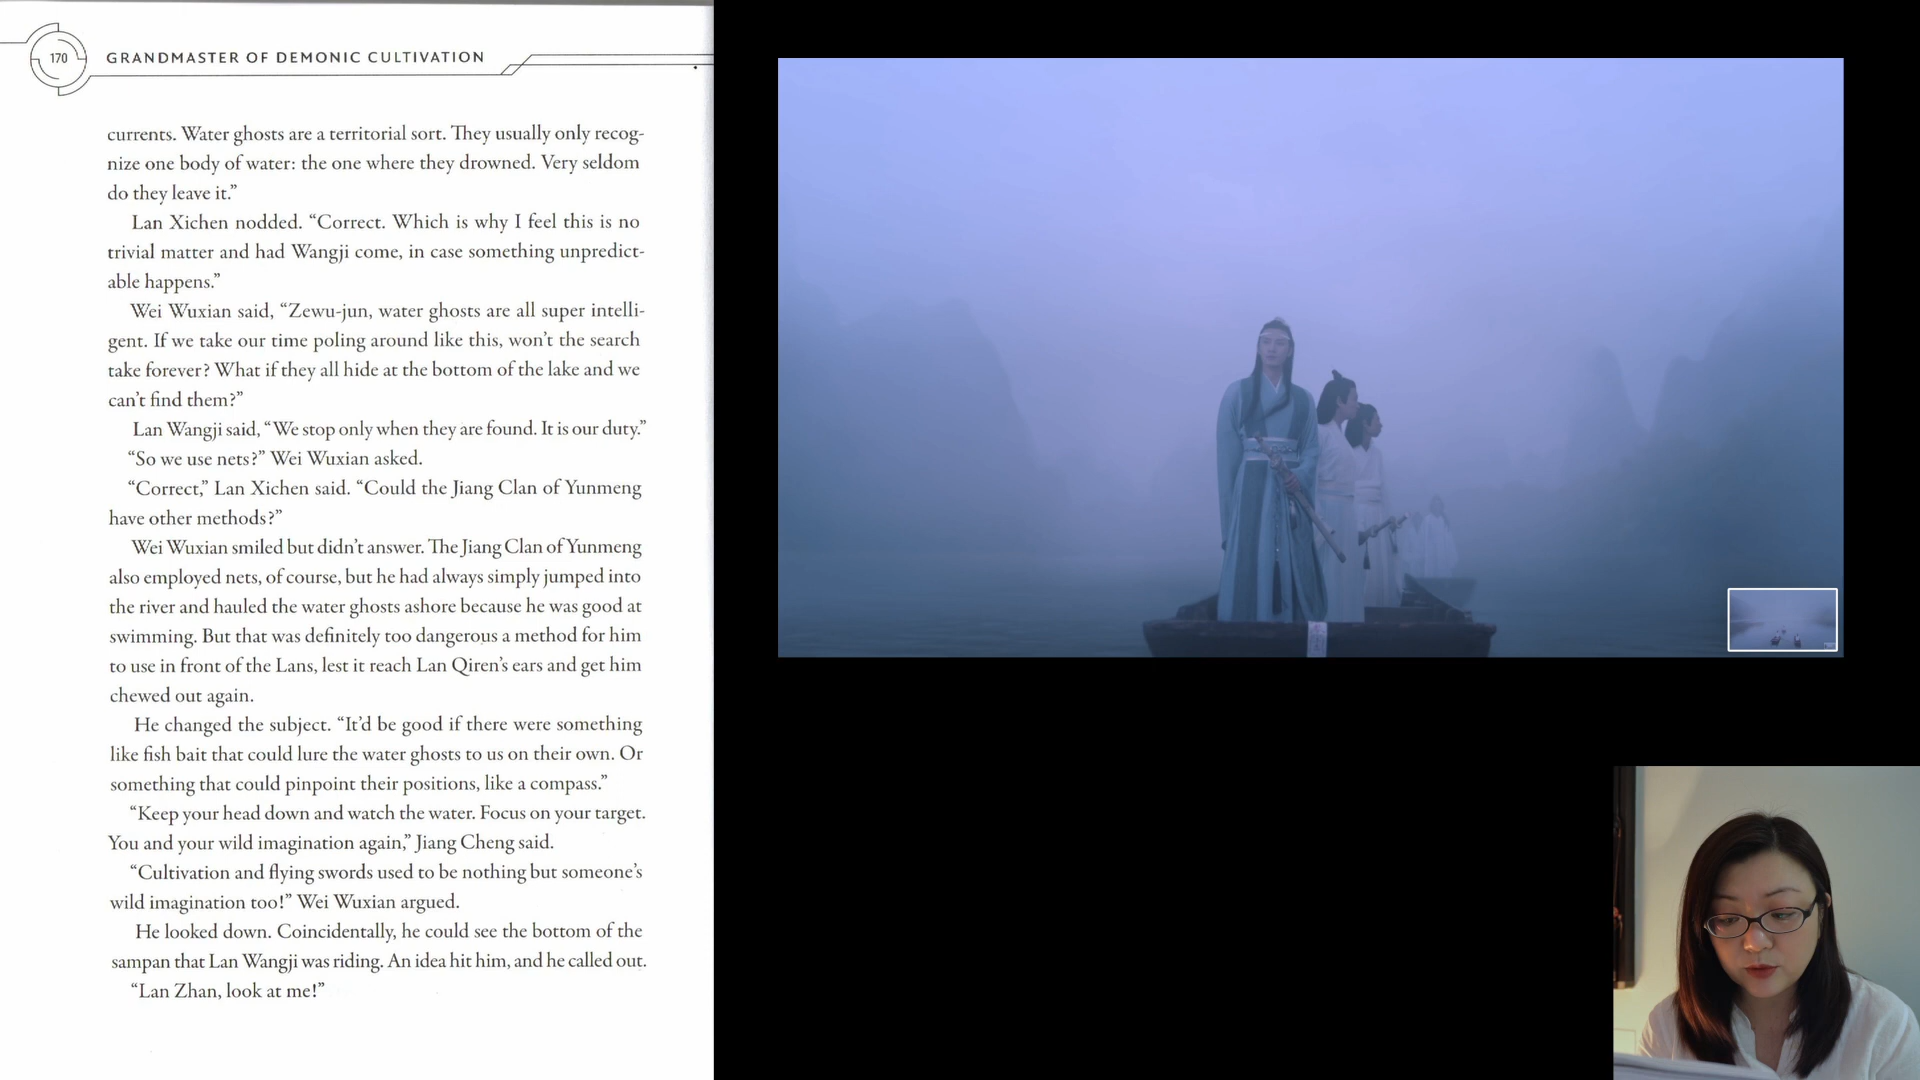 170
GRANDMASTER OF DEMONIC CULTIVATION
currents. Water ghosts are a territorial sort. They usually only recog-
nize one body of water: the one where they drowned. Very seldom
do they leave it.”
Lan Xichen nodded. “Correct. Which is why I feel this is no
trivial matter and had Wangji come, in case something unpredict-
able happens.”
Wei Wuxian said, “Zewu-jun, water ghosts are all super intelli-
gent. If we take our time poling around like this, won’t the search
take forever? What if they all hide at the bottom of the lake and we
can’t find them?”
Lan Wangji said, “We stop only when they are found. It is our duty.”
“So we use nets?” Wei Wuxian asked.
“Correct,” Lan Xichen said. “Could the Jiang Clan of Yunmeng
have other methods?”
Wei Wuxian smiled but didn’t answer. The Jiang Clan of Yunmeng
also employed nets, of course, but he had always simply jumped into
the river and hauled the water ghosts ashore because he was good at
swimming. But that was definitely too dangerous a method for him
to use in front of the Lans, lest it reach Lan Qiren’s ears and get him
chewed out again.
He changed the subject. “It’d be good if there were something
like fish bait that could lure the water ghosts to us on their own. Or
something that could pinpoint their positions, like a compass.”
“Keep your head down and watch the water. Focus on your target.
You and your wild imagination again,” Jiang Cheng said.
“Cultivation and flying swords used to be nothing but someone’s
wild imagination too!” Wei Wuxian argued.
He looked down. Coincidentally, he could see the bottom of the
sampan that Lan Wangji was riding. An idea hit him, and he called out.
“Lan Zhan, look at me!”